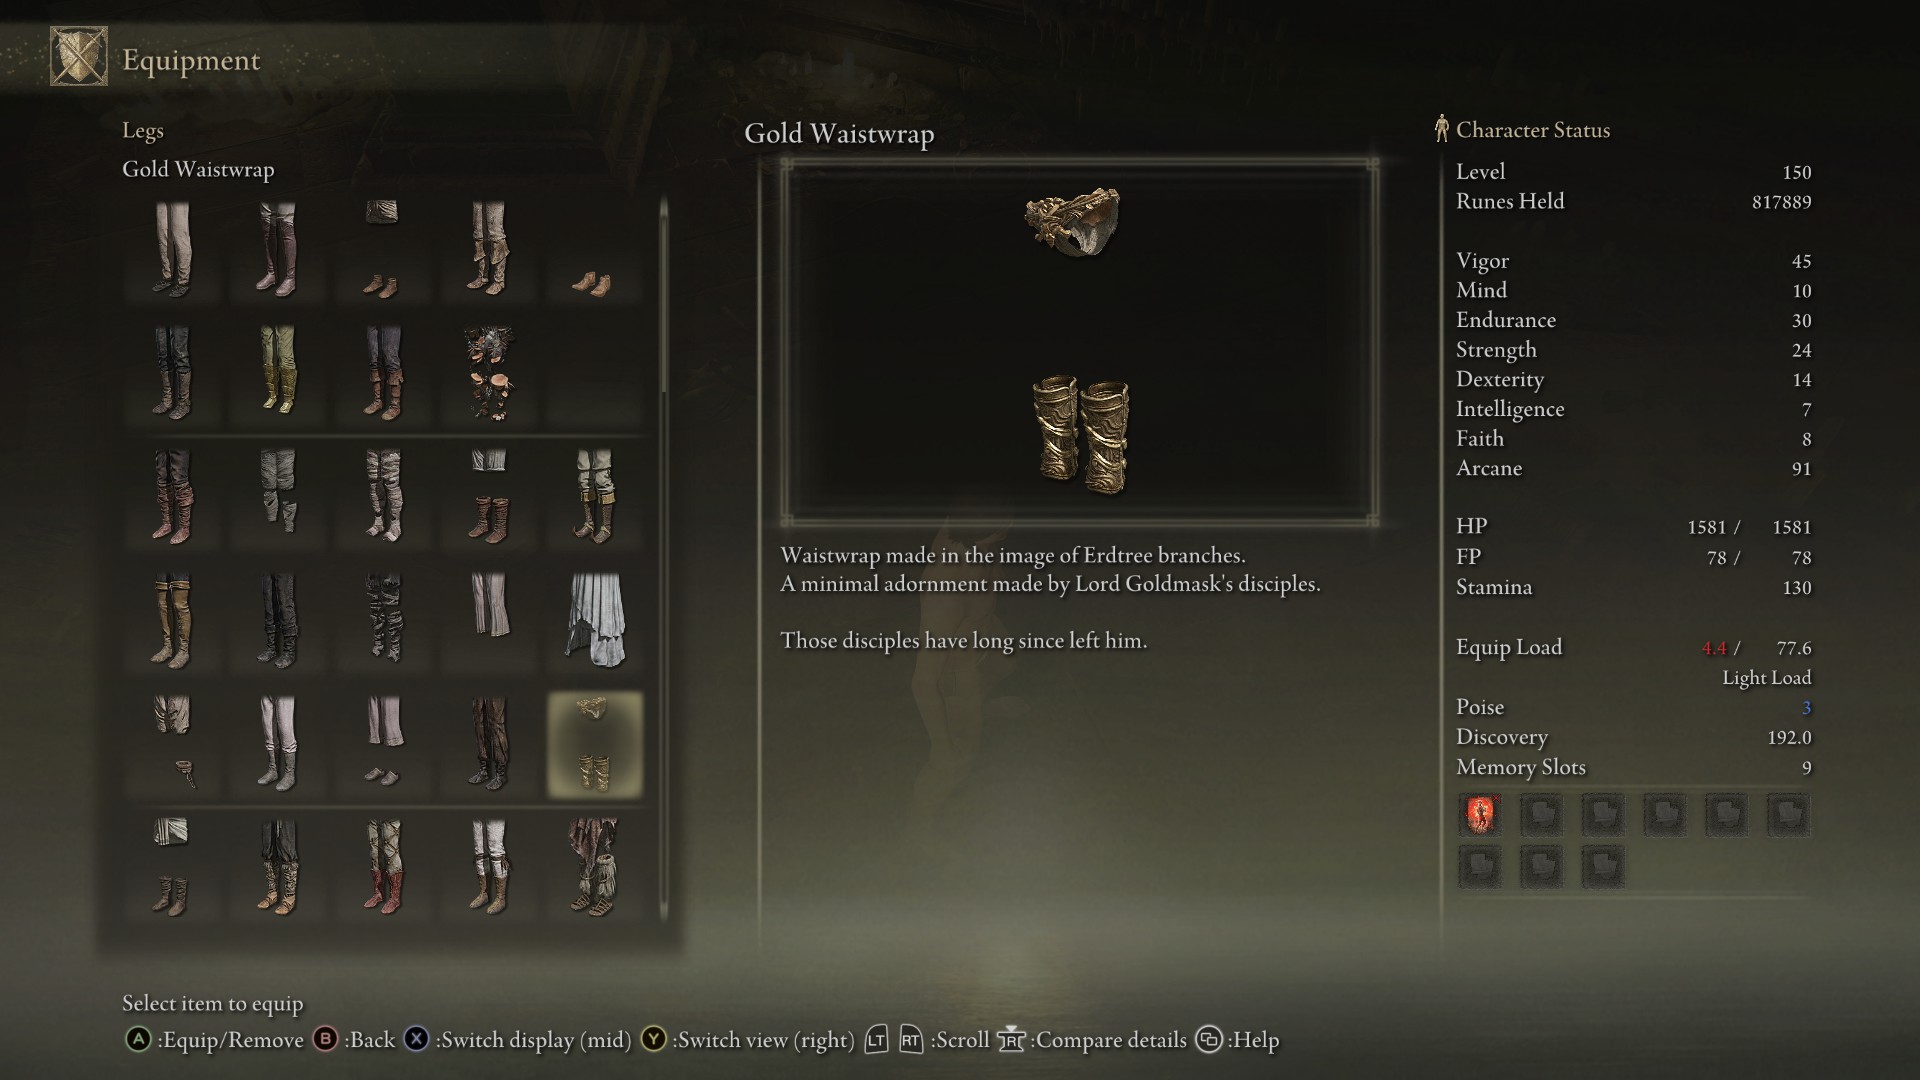 Equipment
Legs
Gold Waistwrap
Gold Waistwrap
Waistwrap made in the image of Erdtree branches.
A minimal adornment made by Lord Goldmask's disciples.
Those disciples have long since left him.
Character Status
Level 150
Runes Held 817889
Vigor 45
Mind 10
Endurance 30
Strength 24
Dexterity 14
Intelligence 7
Faith 8
Arcane 91
HP 1581 / 1581
FP 78 / 78
Stamina 130
Equip Load 4.4 / 77.6
Light Load
Poise 3
Discovery 192.0
Memory Slots 9
Select item to equip
A :Equip/Remove B :Back X :Switch display (mid) Y :Switch view (right) LT RT :Scroll R :Compare details :Help